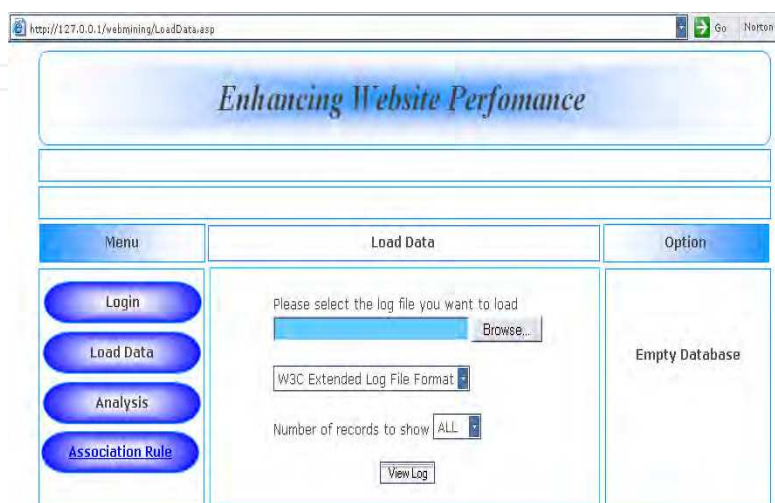 http://127.0.0.1/webmining/LoadData.asp
Go Norton
Enhancing Website Perfomance
Menu
Load Data
Option
Login
Load Data
Analysis
Association Rule
Please select the log file you want to load
Browse...
W3C Extended Log File Format
Number of records to show ALL
View Log
Empty Database